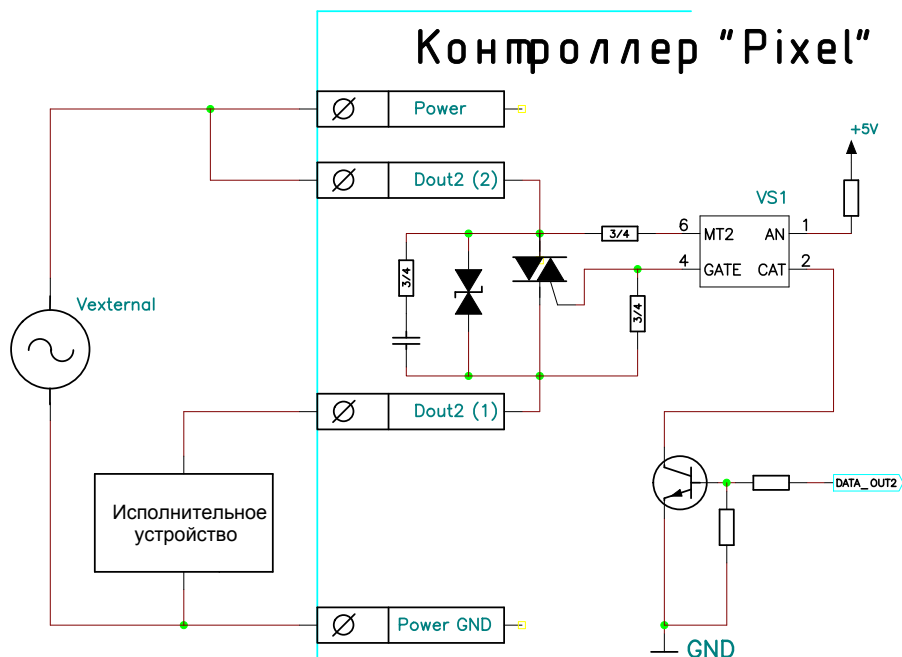 Контроллер "Pixel"
Power
+5V
Dout2 (2)
VS1
3/4
6
MT2
AN
1
4
GATE
CAT
2
3/4
3/4
Vexternal
Dout2 (1)
DATA_OUT2
Исполнительное
устройство
Power GND
GND